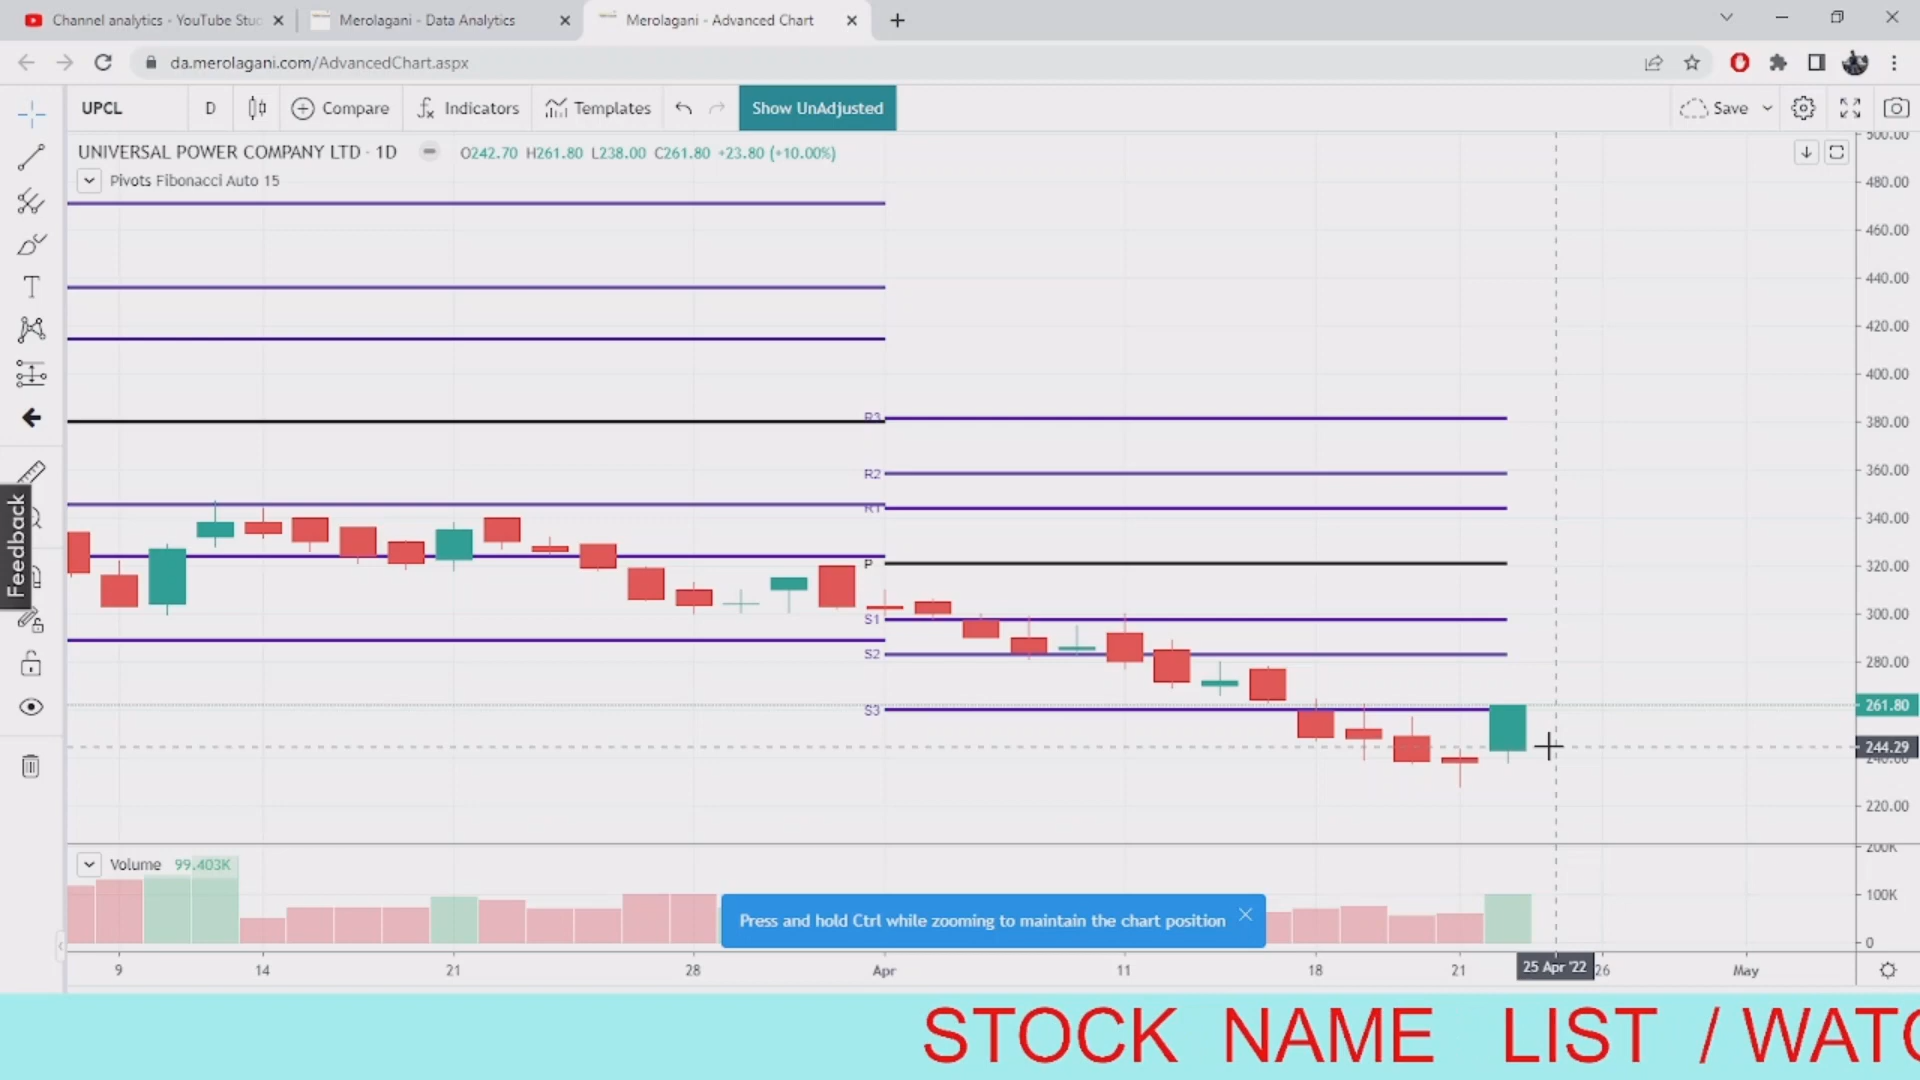 Channel analytics - YouTube Stu
Merolagani - Data Analytics
Merolagani - Advanced Chart
da.merolagani.com/AdvancedChart.aspx
UPCL
D
Compare
Indicators
Templates
Show UnAdjusted
Save
UNIVERSAL POWER COMPANY LTD - 1D
O242.70 H261.80 L238.00 C261.80 +23.80 (+10.00%)
Pivots Fibonacci Auto 15
500.00
480.00
460.00
440.00
420.00
400.00
380.00
360.00
340.00
320.00
300.00
280.00
261.80
244.29
240.00
220.00
R3
R2
R1
P
S1
S2
S3
Feedback
Volume 99.403K
200K
100K
0
Press and hold Ctrl while zooming to maintain the chart position
9
14
21
28
Apr
11
18
21
25 Apr '22
26
May
STOCK NAME LIST / WATC